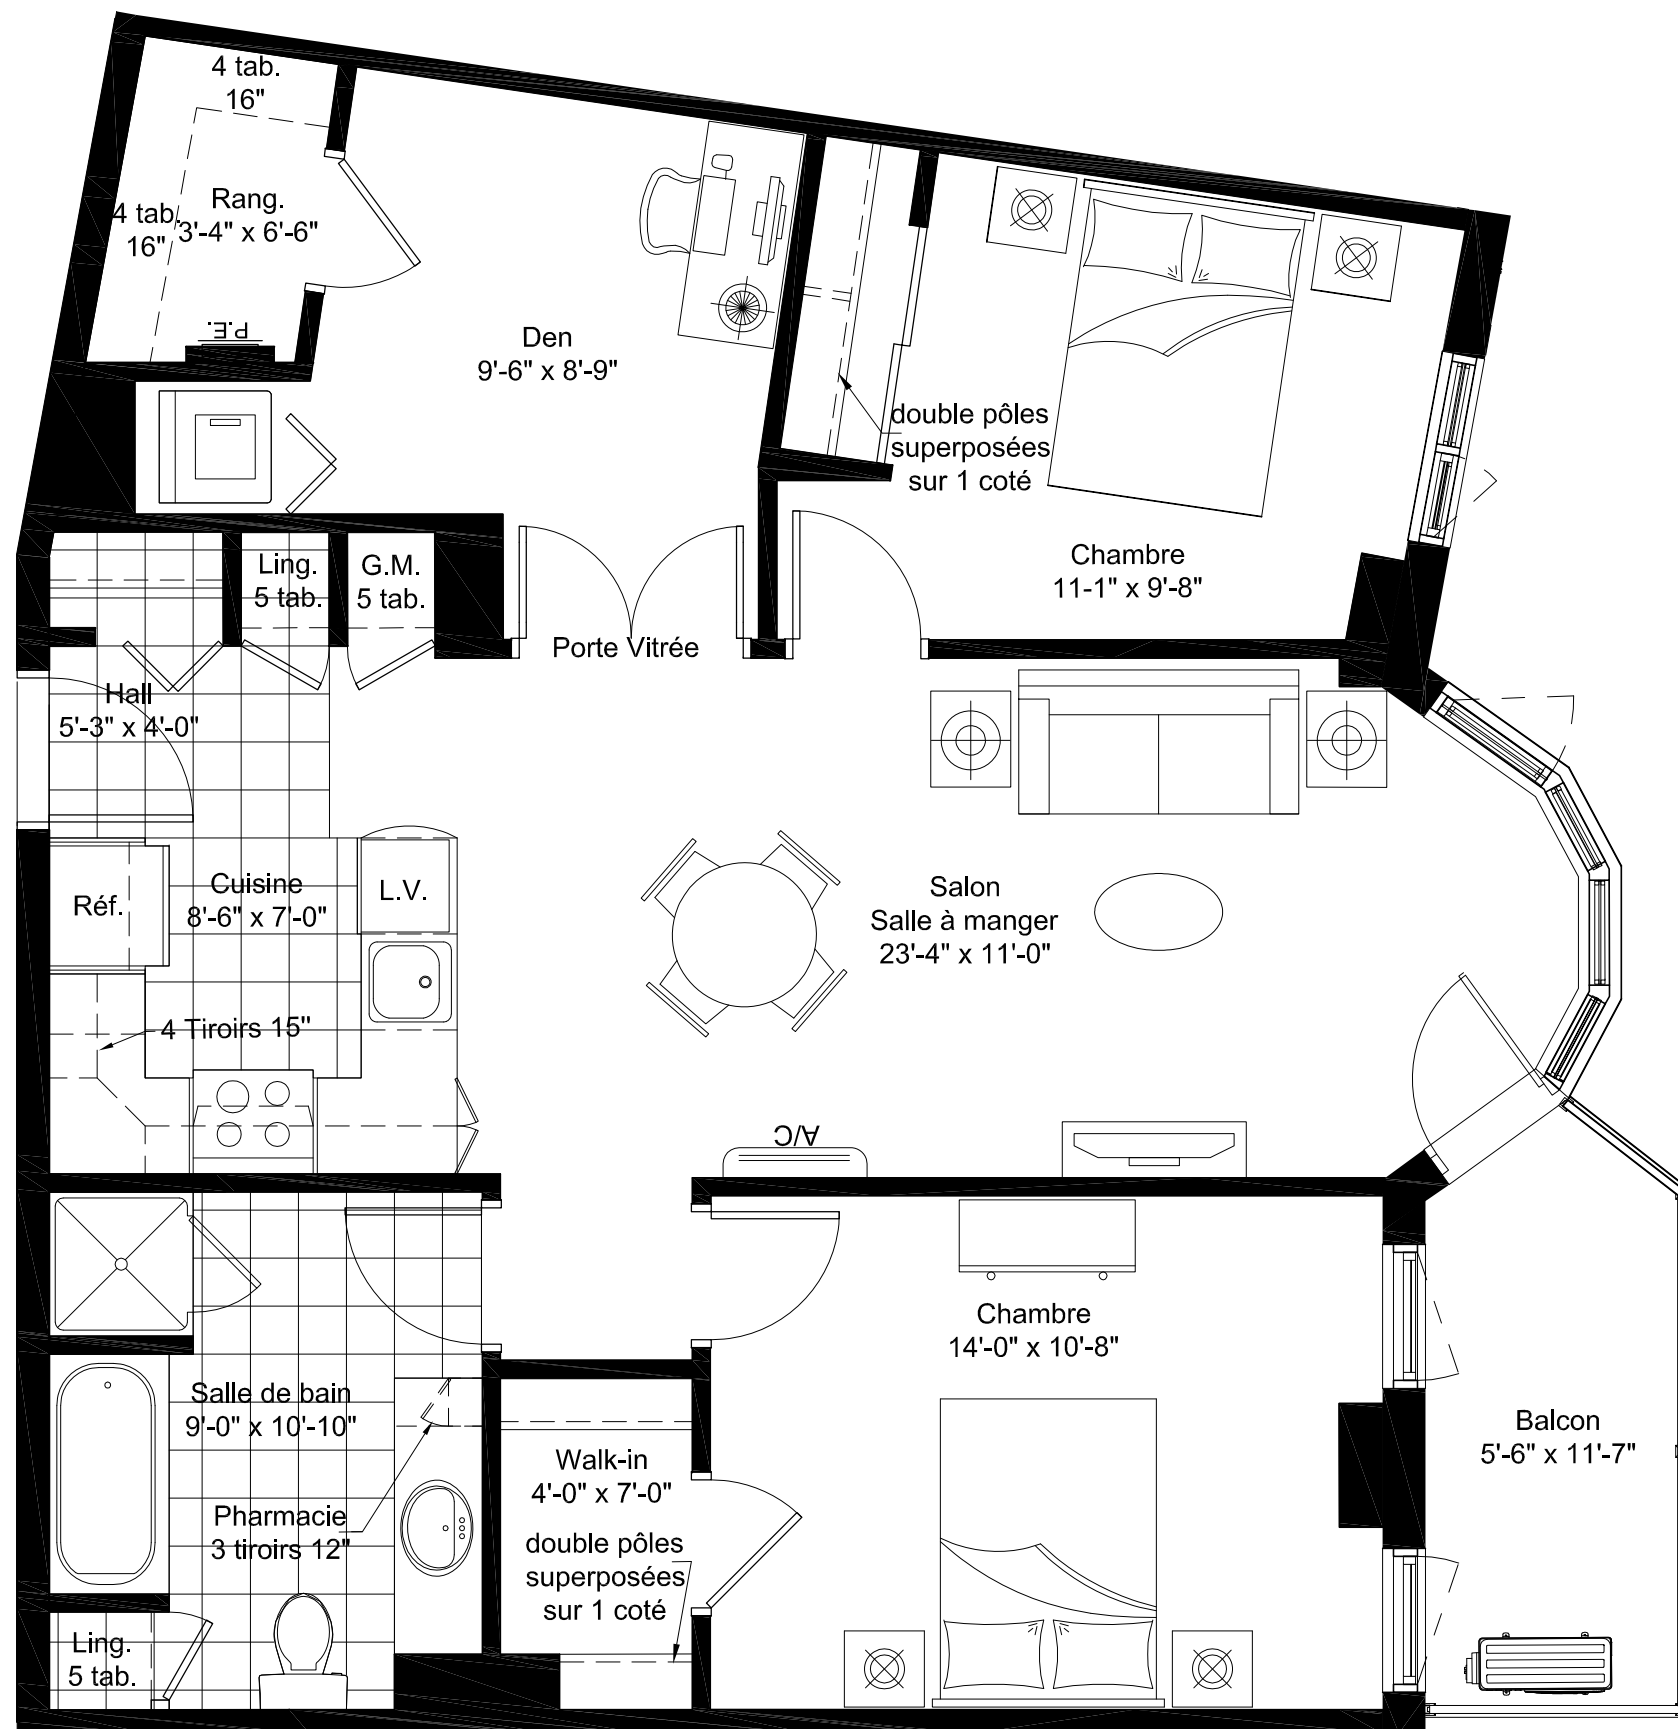 4 tab.
16"
Rang.
3'-4" x 6'-6"
4 tab.
16"
P.E.
Den
9'-6" x 8'-9"
double pôles
superposées
sur 1 coté
Chambre
11-1" x 9'-8"
Ling.
5 tab.
G.M.
5 tab.
Porte Vitrée
Hall
5'-3" x 4'-0"
Réf.
Cuisine
8'-6" x 7'-0"
L.V.
4 Tiroirs 15"
Salon
Salle à manger
23'-4" x 11'-0"
A/C
Chambre
14'-0" x 10'-8"
Salle de bain
9'-0" x 10'-10"
Pharmacie
3 tiroirs 12"
Walk-in
4'-0" x 7'-0"
double pôles
superposées
sur 1 coté
Balcon
5'-6" x 11'-7"
Ling.
5 tab.